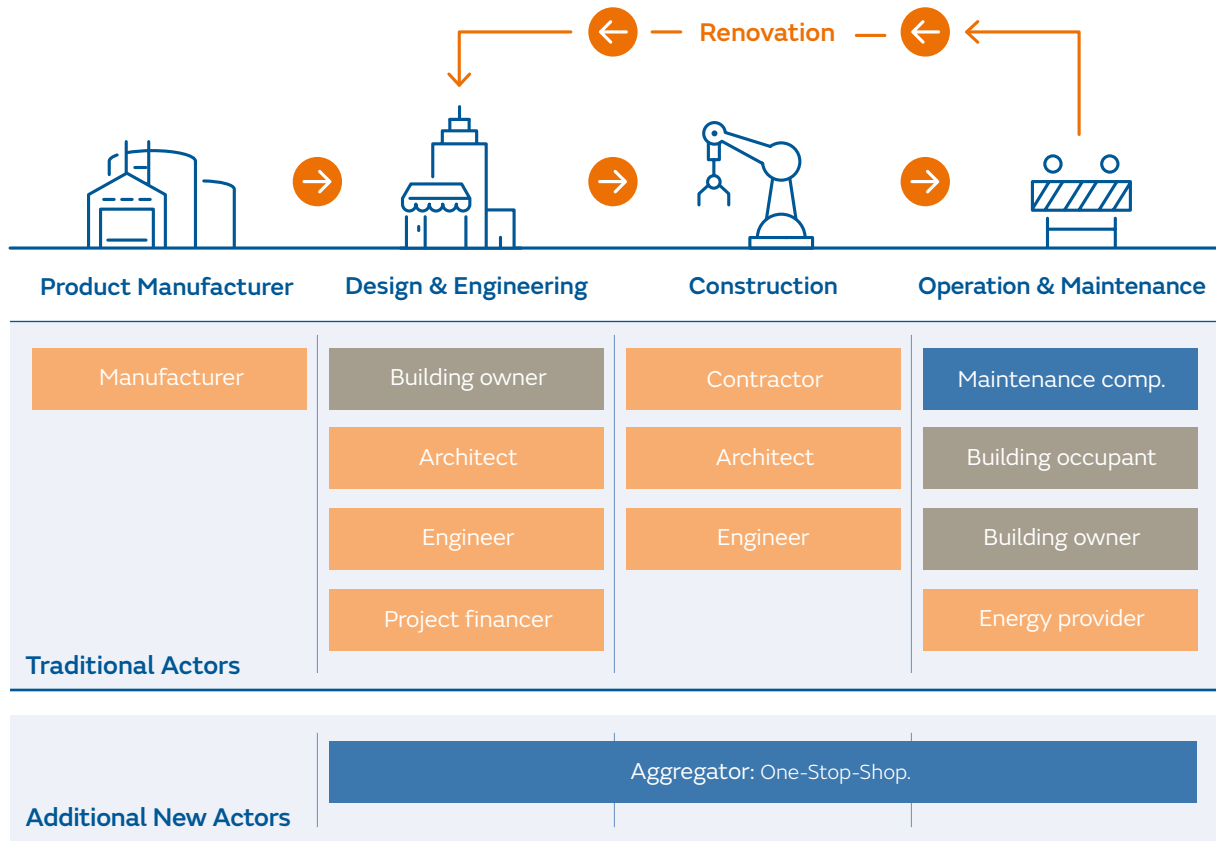 Renovation
Product Manufacturer
Design & Engineering
Construction
Operation & Maintenance
Manufacturer
Building owner
Contractor
Maintenance comp.
Architect
Architect
Building occupant
Engineer
Engineer
Building owner
Project financer
Energy provider
Traditional Actors
Aggregator: One-Stop-Shop.
Additional New Actors